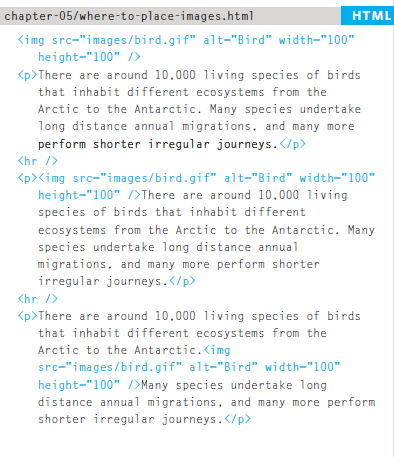 chapter-05/where-to-place-images.html HTML
<img src="images/bird.gif" alt="Bird" width="100"
height="100" />
<p>There are around 10,000 living species of birds
that inhabit different ecosystems from the
Arctic to the Antarctic. Many species undertake
long distance annual migrations, and many more
perform shorter irregular journeys.</p>
<hr />
<p><img src="images/bird.gif" alt="Bird" width="100"
height="100" />There are around 10,000 living
species of birds that inhabit different
ecosystems from the Arctic to the Antarctic. Many
species undertake long distance annual
migrations, and many more perform shorter
irregular journeys.</p>
<hr />
<p>There are around 10,000 living species of birds
that inhabit different ecosystems from the
Arctic to the Antarctic.<img
src="images/bird.gif" alt="Bird" width="100"
height="100" />Many species undertake long
distance annual migrations, and many more perform
shorter irregular journeys.</p>